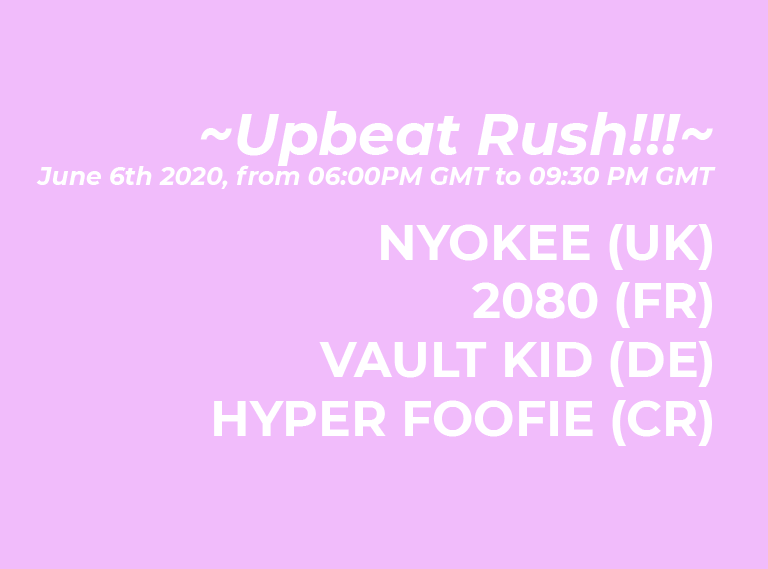 ~Upbeat Rush!!!~
June 6th 2020, from 06:00PM GMT to 09:30 PM GMT
NYOKEE (UK)
2080 (FR)
VAULT KID (DE)
HYPER FOOFIE (CR)